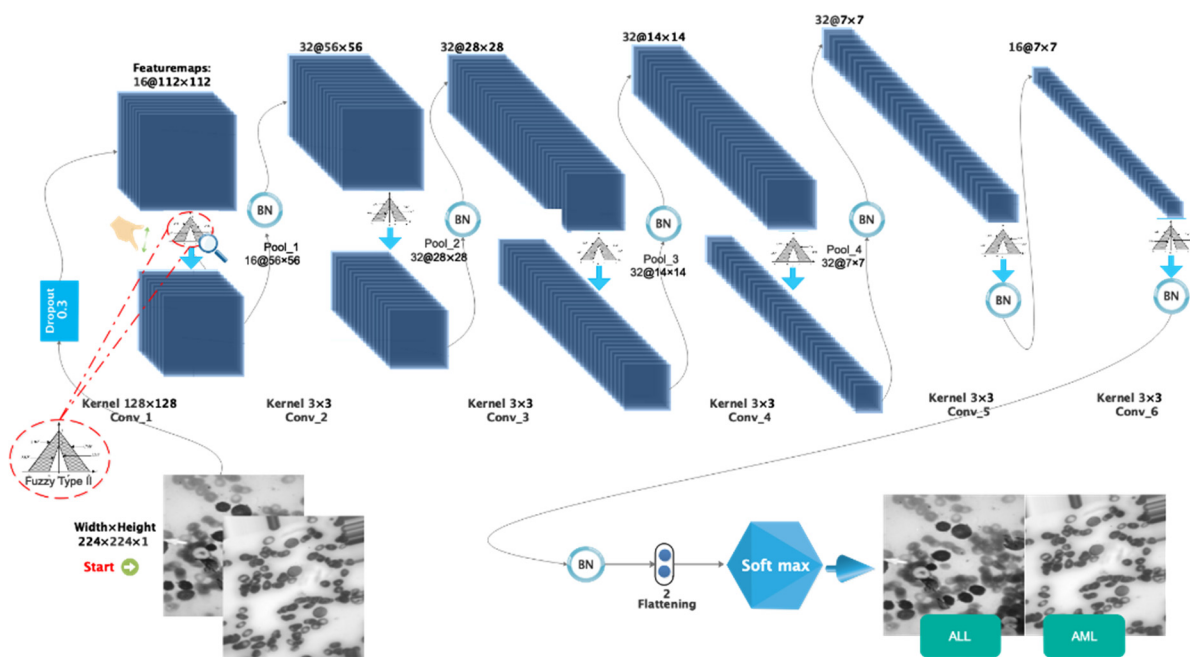 Featuremaps:
16@112×112
32@56×56
32@28×28
32@14×14
32@7×7
16@7×7
BN
BN
BN
BN
Pool_1
16@56×56
Pool_2
32@28×28
Pool_3
32@14×14
Pool_4
32@7×7
BN
BN
Dropout
0.3
Kernel 128×128
Conv_1
Kernel 3×3
Conv_2
Kernel 3×3
Conv_3
Kernel 3×3
Conv_4
Kernel 3×3
Conv_5
Kernel 3×3
Conv_6
Fuzzy Type II
Width×Height
224×224×1
Start
BN
2
Flattening
Soft max
ALL
AML